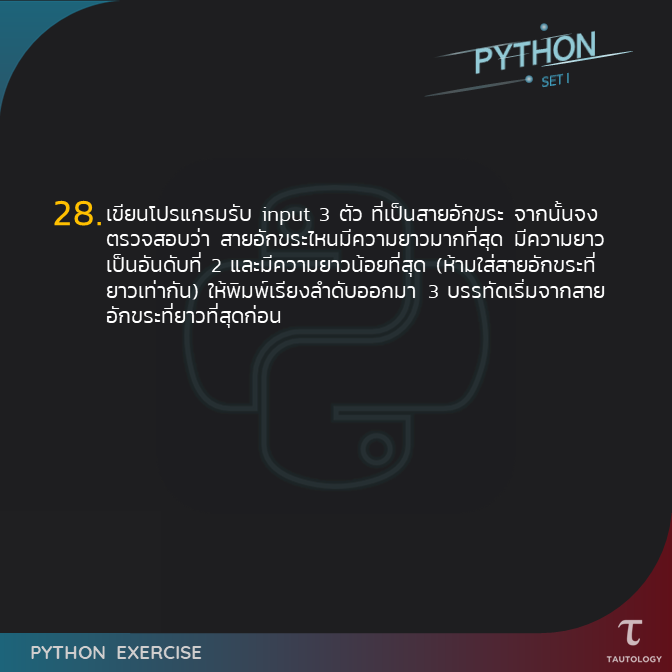 PYTHON
SET I
28. เขียนโปรแกรมรับ input 3 ตัว ที่เป็นสายอักขระ จากนั้นจง
ตรวจสอบว่า สายอักขระไหนมีความยาวมากที่สุด มีความยาว
เป็นอันดับที่ 2 และมีความยาวน้อยที่สุด (ห้ามใส่สายอักขระที่
ยาวเท่ากัน) ให้พิมพ์เรียงลำดับออกมา 3 บรรทัดเริ่มจากสาย
อักขระที่ยาวที่สุดก่อน
PYTHON EXERCISE
τ
TAUTOLOGY